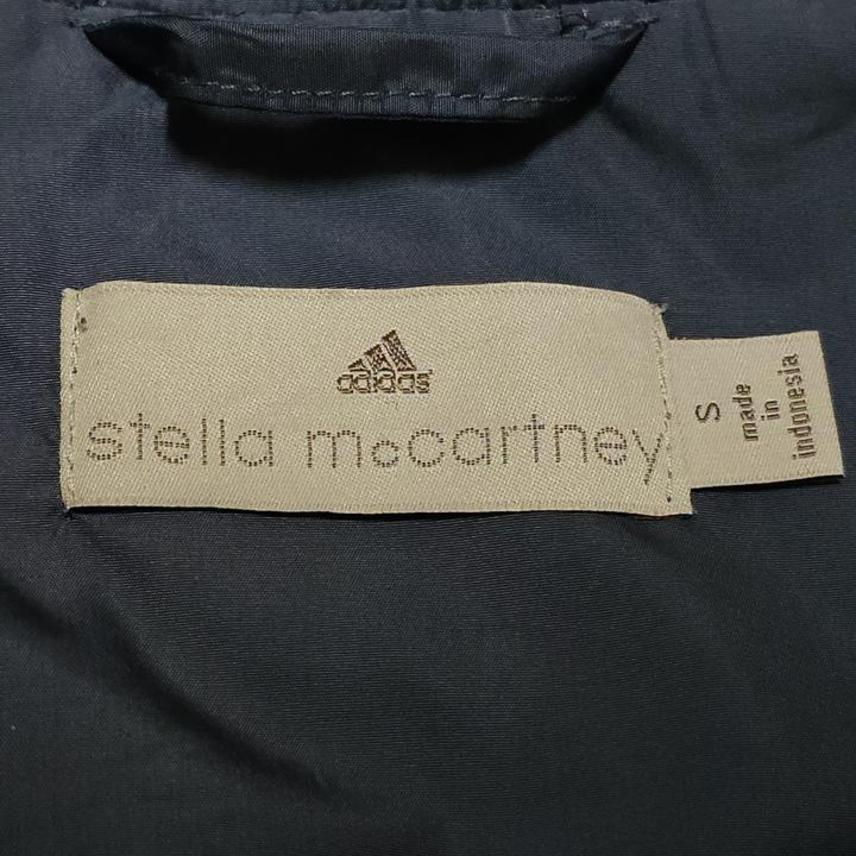 adidas
stella mccartney
S
made
in
indonesia